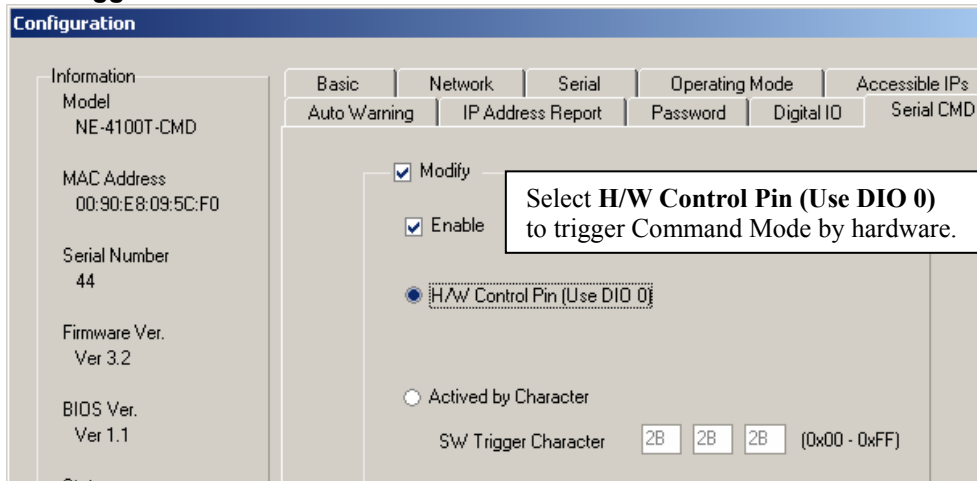 Configuration
Information
Model
NE-4100T-CMD
MAC Address
00:90:E8:09:5C:F0
Serial Number
44
Firmware Ver.
Ver 3.2
BIOS Ver.
Ver 1.1
Basic Network Serial Operating Mode Accessible IPs
Auto Warning IP Address Report Password Digital IO Serial CMD
Modify
Select H/W Control Pin (Use DIO 0)
to trigger Command Mode by hardware.
Enable
H/W Control Pin (Use DIO 0)
Actived by Character
SW Trigger Character 2B 2B 2B (0x00 - 0xFF)